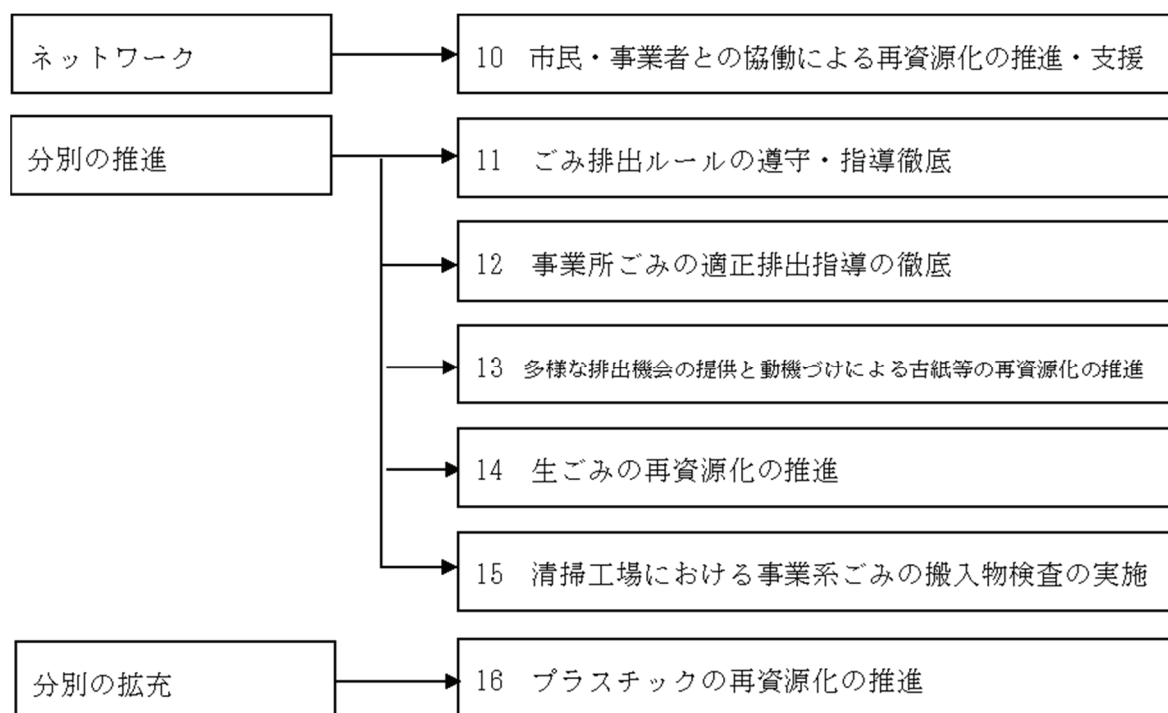 ネットワーク
10 市民・事業者との協働による再資源化の推進・支援
分別の推進
11 ごみ排出ルールの遵守・指導徹底
12 事業所ごみの適正排出指導の徹底
13 多様な排出機会の提供と動機づけによる古紙等の再資源化の推進
14 生ごみの再資源化の推進
15 清掃工場における事業系ごみの搬入物検査の実施
分別の拡充
16 プラスチックの再資源化の推進